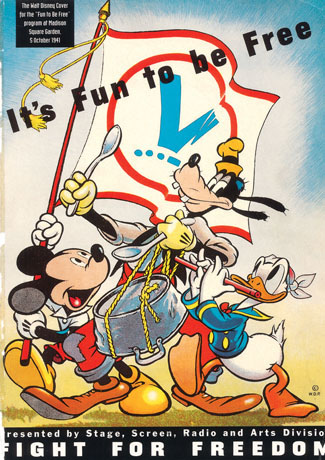 The Walt Disney Cover
for the "Fun to Be Free"
program at Madison
Square Garden,
5 October 1941
It's Fun to be Free
...V
©
W.D.P.
resented by Stage, Screen, Radio and Arts Divisio
FIGHT FOR FREEDOM